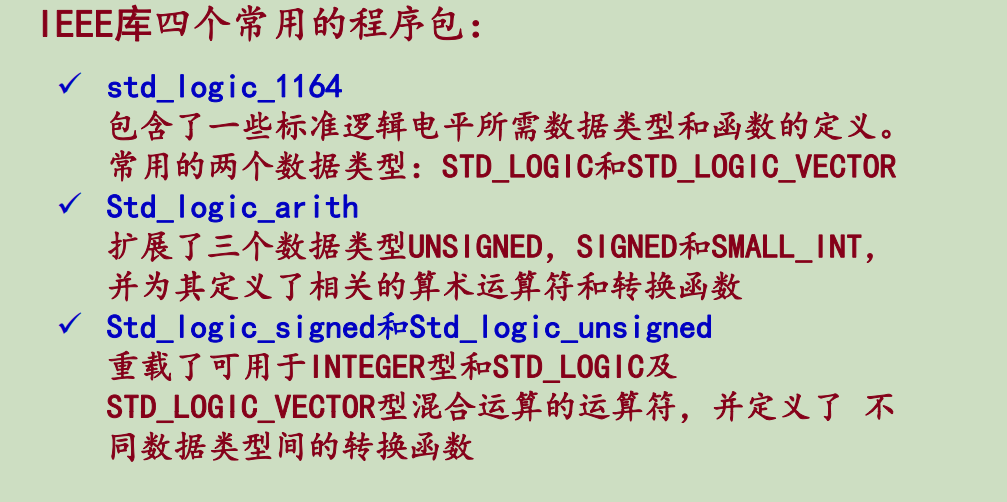 IEEE库四个常用的程序包：
✓ std_logic_1164
包含了一些标准逻辑电平所需数据类型和函数的定义。
常用的两个数据类型：STD_LOGIC和STD_LOGIC_VECTOR
✓ Std_logic_arith
扩展了三个数据类型UNSIGNED，SIGNED和SMALL_INT，
并为其定义了相关的算术运算符和转换函数
✓ Std_logic_signed和Std_logic_unsigned
重载了可用于INTEGER型和STD_LOGIC及
STD_LOGIC_VECTOR型混合运算的运算符，并定义了 不
同数据类型间的转换函数